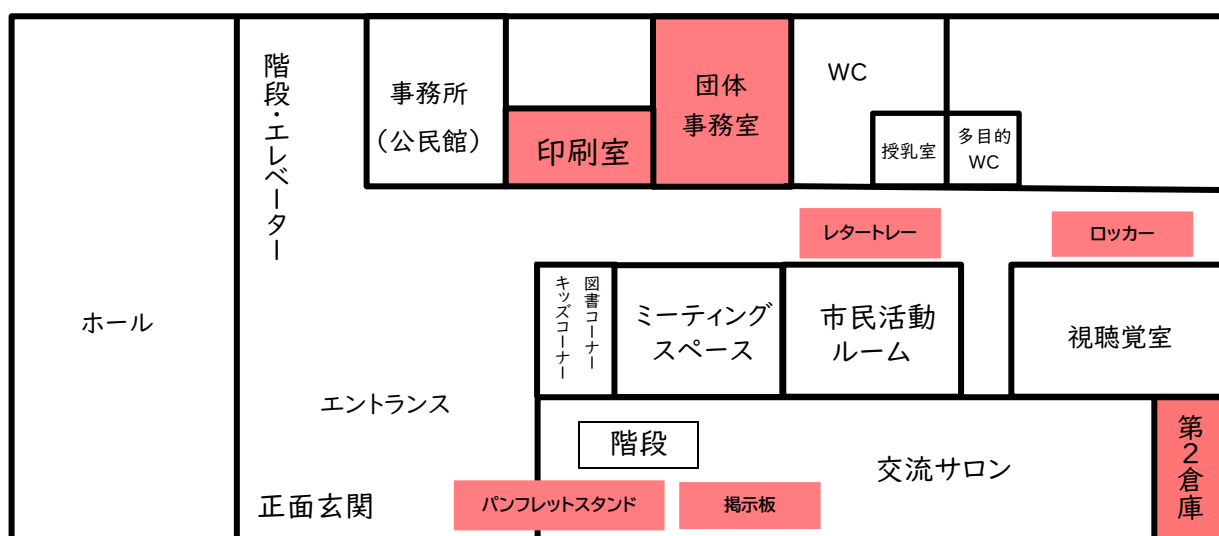 階段・エレベーター
事務所
（公民館）
印刷室
団体
事務室
WC
授乳室
多目的
WC
レタートレー
ロッカー
ホール
図書コーナー
キッズコーナー
ミーティング
スペース
市民活動
ルーム
視聴覚室
エントランス
階段
交流サロン
第2倉庫
正面玄関
パンフレットスタンド
掲示板